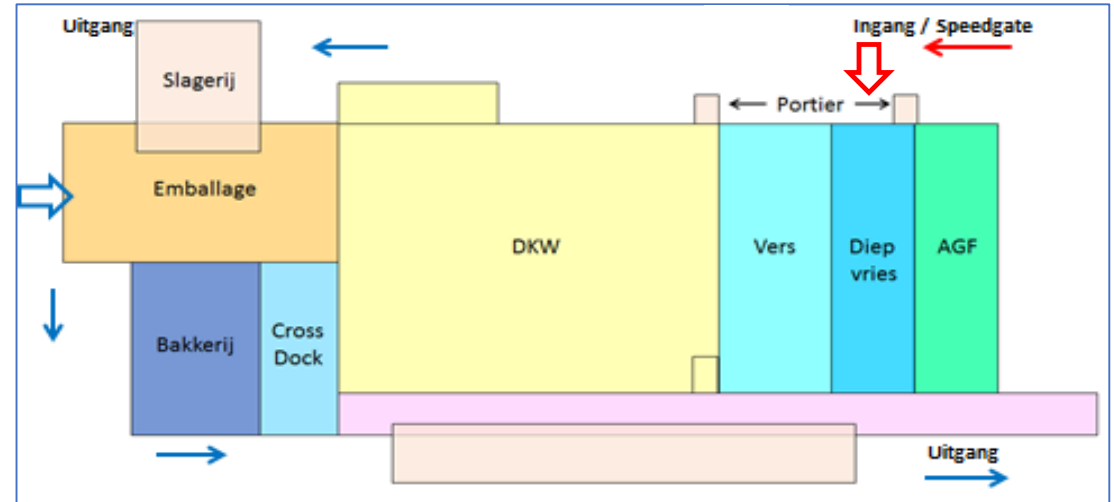 Uitgang
Ingang / Speedgate
Slagerij
Portier
Emballage
DKW
Vers
Diep
vries
AGF
Bakkerij
Cross
Dock
Uitgang